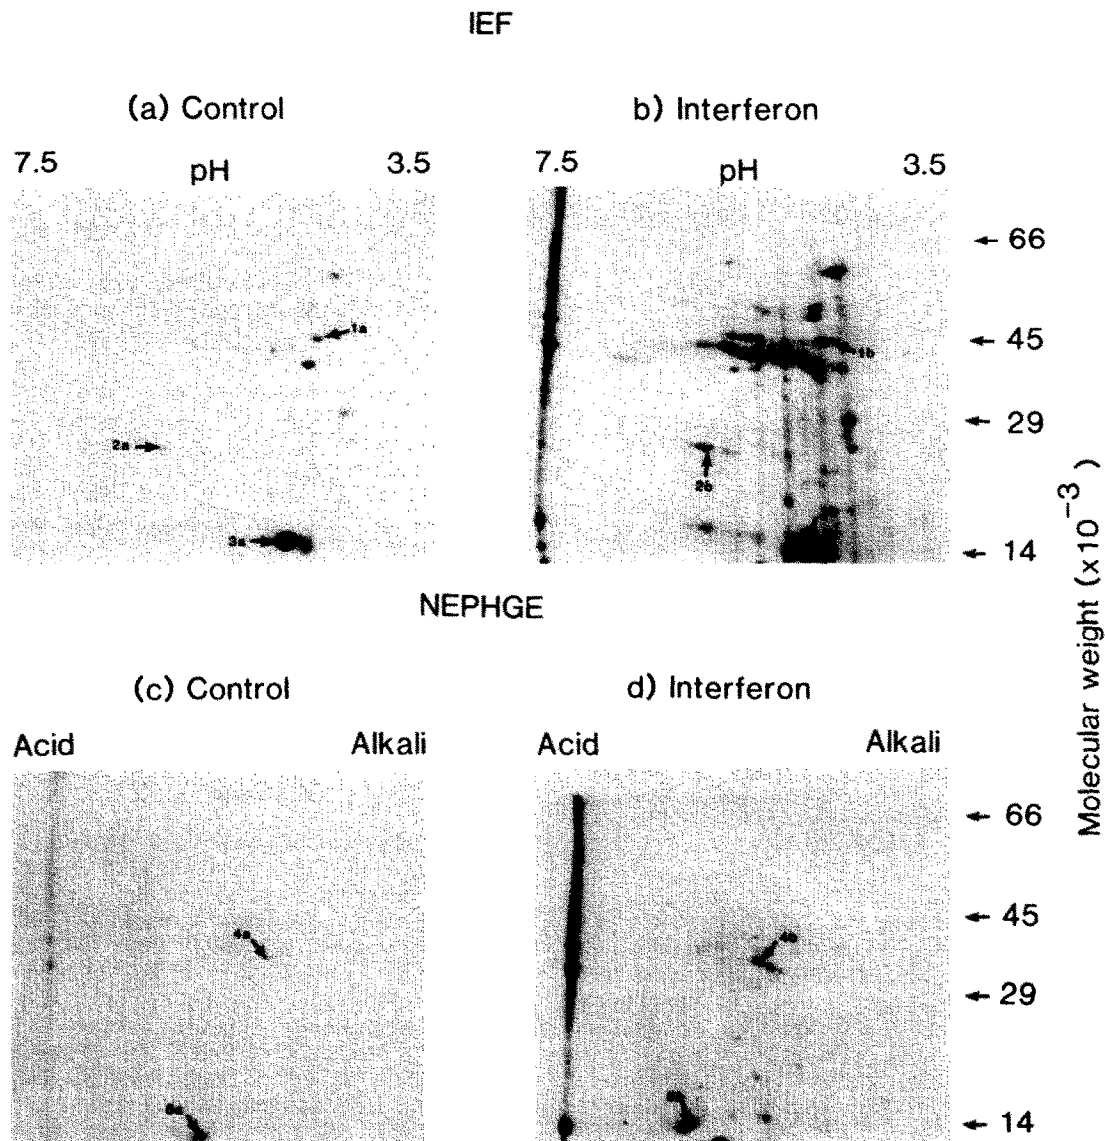 IEF
(a) Control
b) Interferon
7.5 pH 3.5
7.5 pH 3.5
66
1a
45
1b
29
2a
2b
3a
14
Molecular weight (x10⁻³)
NEPHGE
(c) Control
d) Interferon
Acid Alkali
Acid Alkali
66
45
4a
29
14